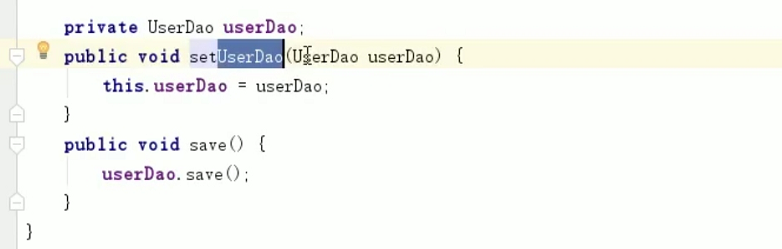 private UserDao userDao;
public void setUserDao(UserDao userDao) {
this.userDao = userDao;
}
public void save() {
userDao.save();
}
}